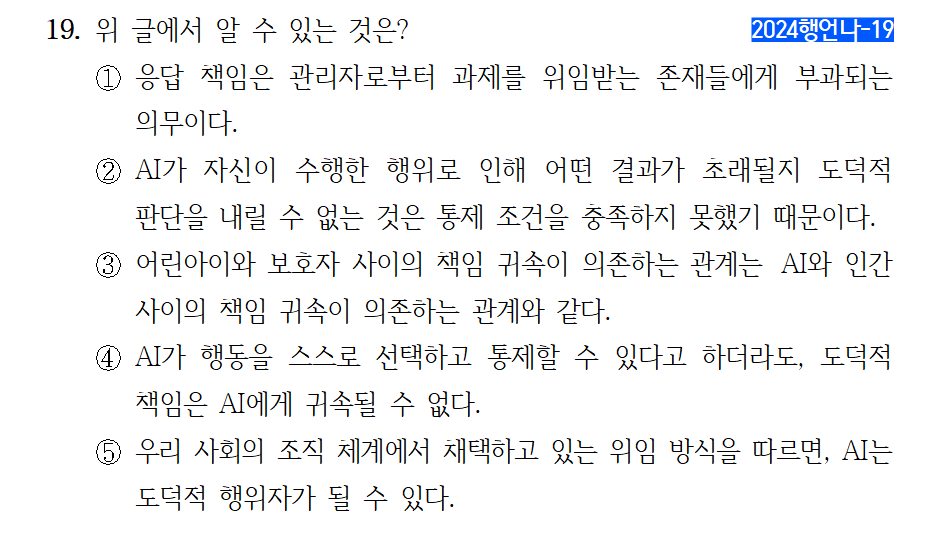 19. 위 글에서 알 수 있는 것은? 2024행언나-19
① 응답 책임은 관리자로부터 과제를 위임받는 존재들에게 부과되는
의무이다.
② AI가 자신이 수행한 행위로 인해 어떤 결과가 초래될지 도덕적
판단을 내릴 수 없는 것은 통제 조건을 충족하지 못했기 때문이다.
③ 어린아이와 보호자 사이의 책임 귀속이 의존하는 관계는 AI와 인간
사이의 책임 귀속이 의존하는 관계와 같다.
④ AI가 행동을 스스로 선택하고 통제할 수 있다고 하더라도, 도덕적
책임은 AI에게 귀속될 수 없다.
⑤ 우리 사회의 조직 체계에서 채택하고 있는 위임 방식을 따르면, AI는
도덕적 행위자가 될 수 있다.